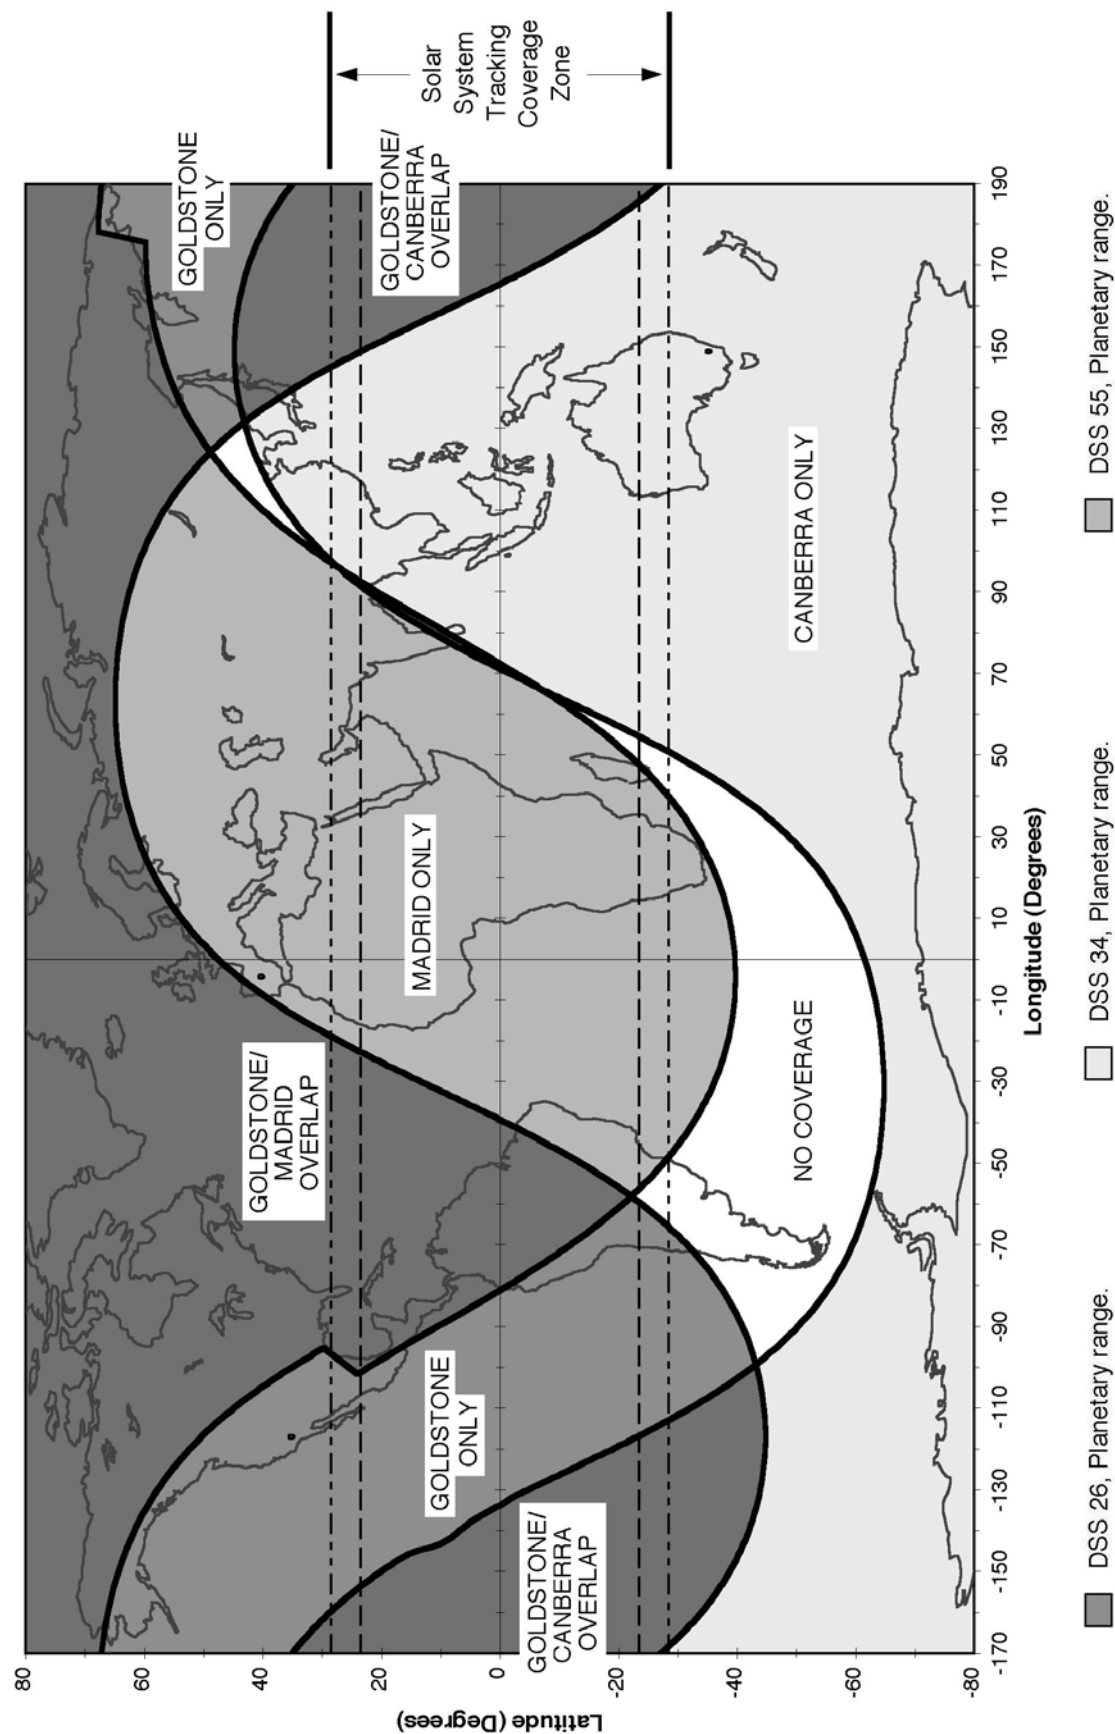 GOLDSTONE
ONLY
GOLDSTONE/
CANBERRA
OVERLAP
Solar
System
Tracking
Coverage
Zone
GOLDSTONE/
MADRID
OVERLAP
MADRID ONLY
GOLDSTONE
ONLY
GOLDSTONE/
CANBERRA
OVERLAP
NO COVERAGE
CANBERRA ONLY
80
60
40
20
0
-20
-40
-60
-80
Latitude (Degrees)
-170
-150
-130
-110
-90
-70
-50
-30
-10
10
30
50
70
90
110
130
150
170
190
Longitude (Degrees)
DSS 26, Planetary range.
DSS 34, Planetary range.
DSS 55, Planetary range.